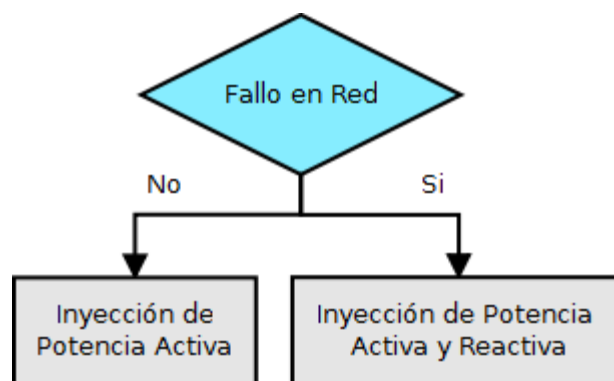 Fallo en Red
No
Si
Inyección de
Potencia Activa
Inyección de Potencia
Activa y Reactiva